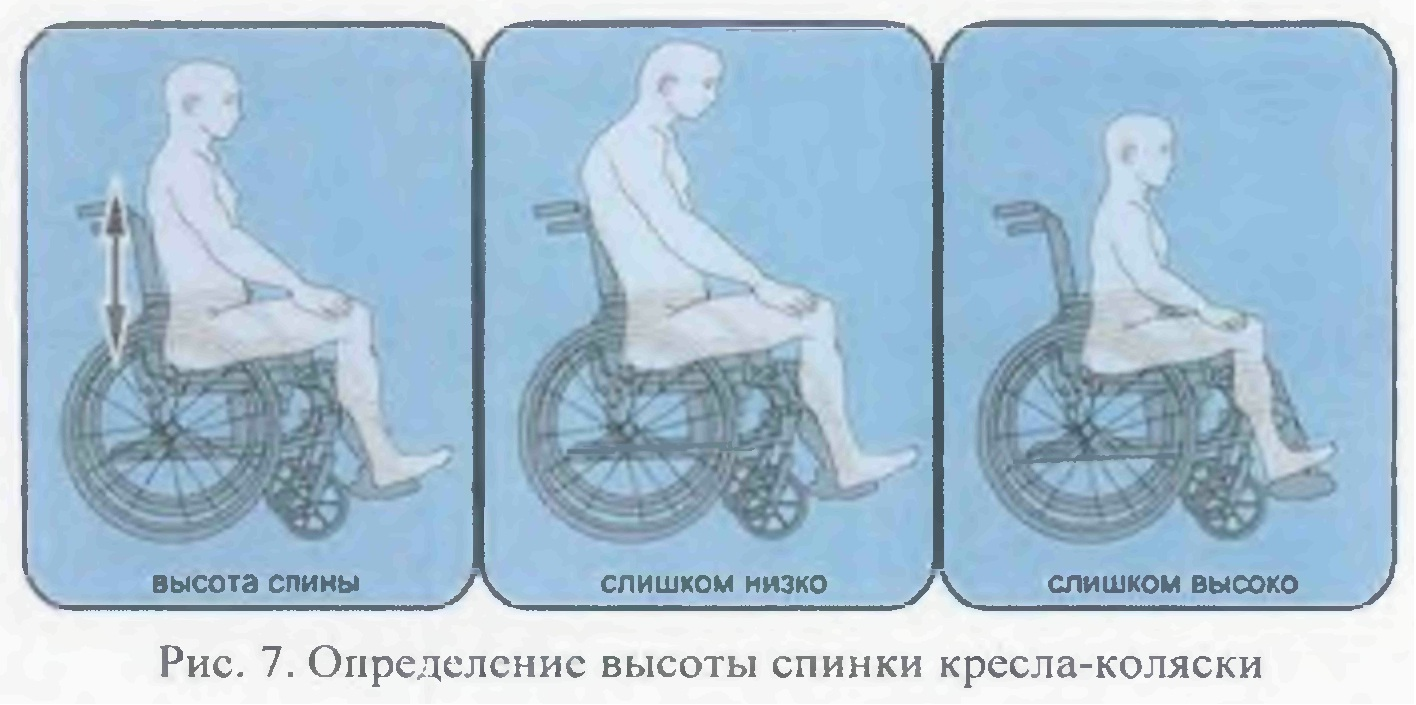 высота спины
слишком низко
слишком высоко
Рис. 7. Определение высоты спинки кресла-коляски